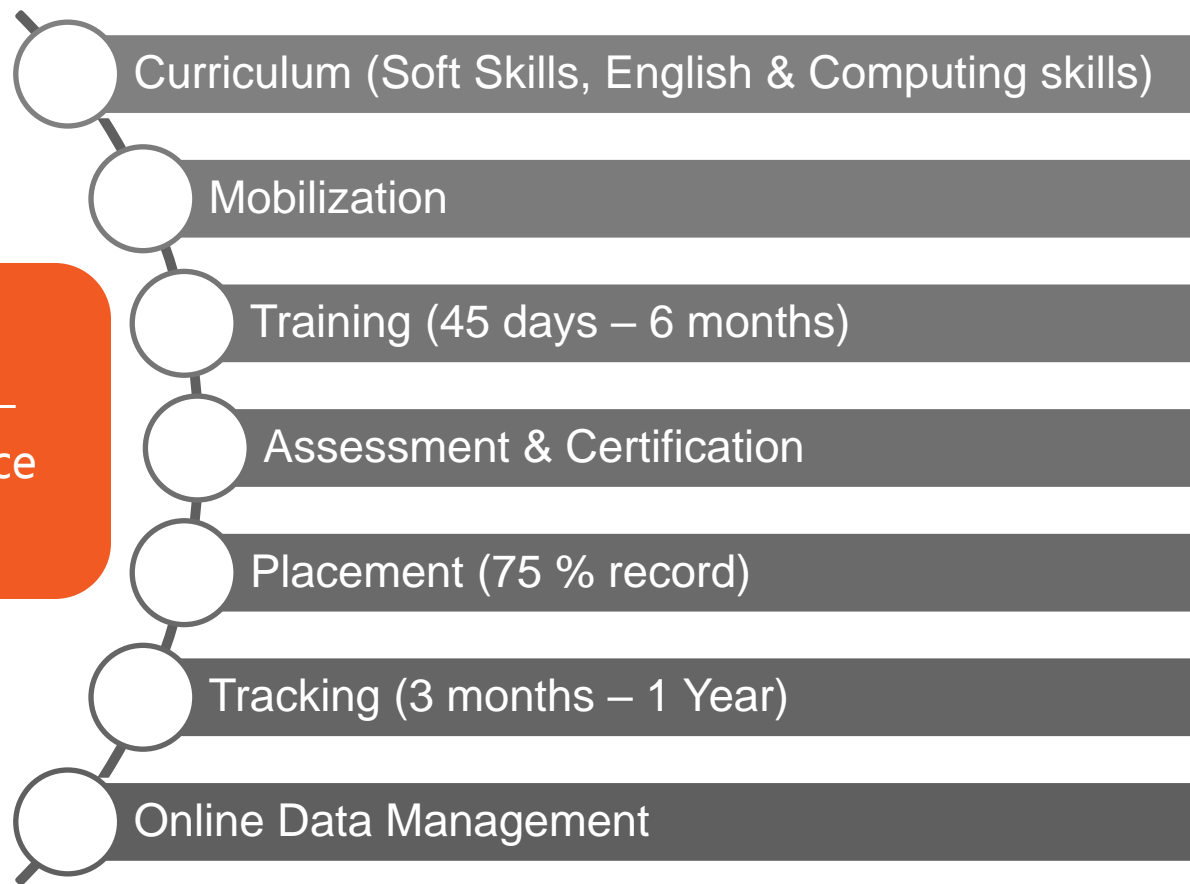 Curriculum (Soft Skills, English & Computing skills)
Mobilization
Training (45 days – 6 months)
Assessment & Certification
Placement (75 % record)
Tracking (3 months – 1 Year)
Online Data Management